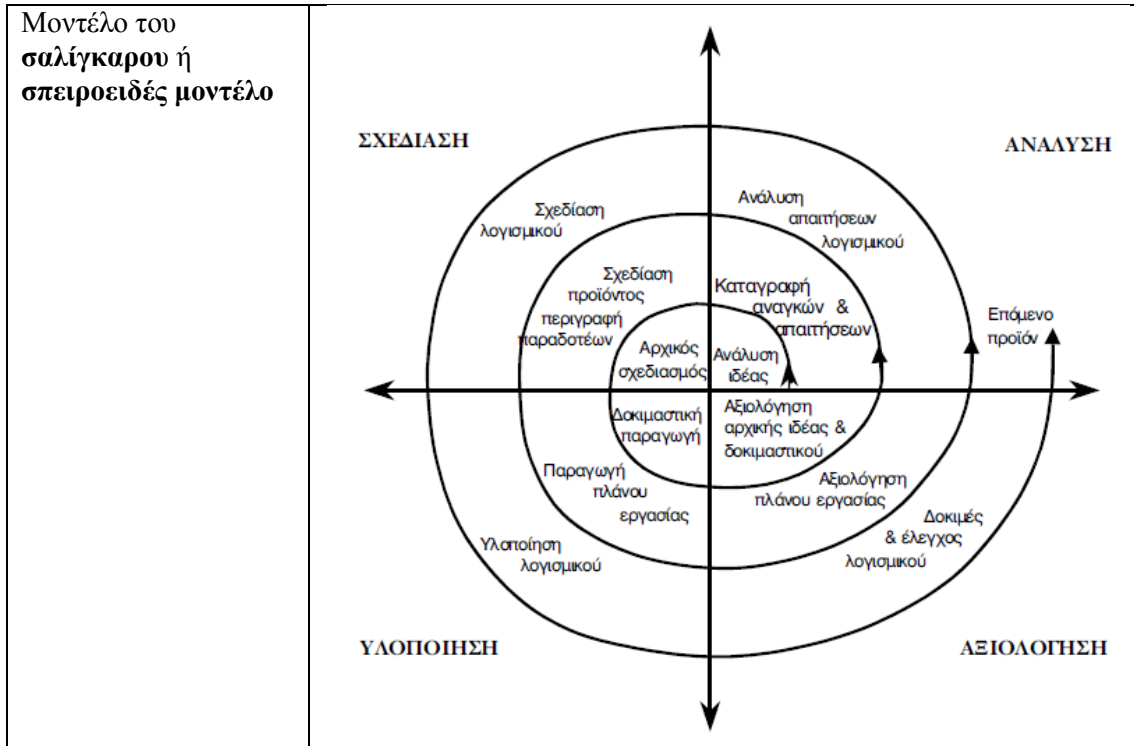 Μοντέλο του
σαλίγκαρου ή
σπειροειδές μοντέλο
ΣΧΕΔΙΑΣΗ
ΑΝΑΛΥΣΗ
Σχεδίαση
λογισμικού
Ανάλυση
απαιτήσεων
λογισμικού
Σχεδίαση
προϊόντος
περιγραφή
παραδοτέων
Καταγραφή
αναγκών &
απαιτήσεων
Επόμενο
προϊόν
Αρχικός
σχεδιασμός
Ανάλυση
ιδέας
Δοκιμαστική
παραγωγή
Αξιολόγηση
αρχικής ιδέας &
δοκιμαστικού
Παραγωγή
πλάνου
εργασίας
Αξιολόγηση
πλάνου εργασίας
Υλοποίηση
λογισμικού
Δοκιμές
& έλεγχος
λογισμικού
ΥΛΟΠΟΙΗΣΗ
ΑΞΙΟΛΟΓΗΣΗ